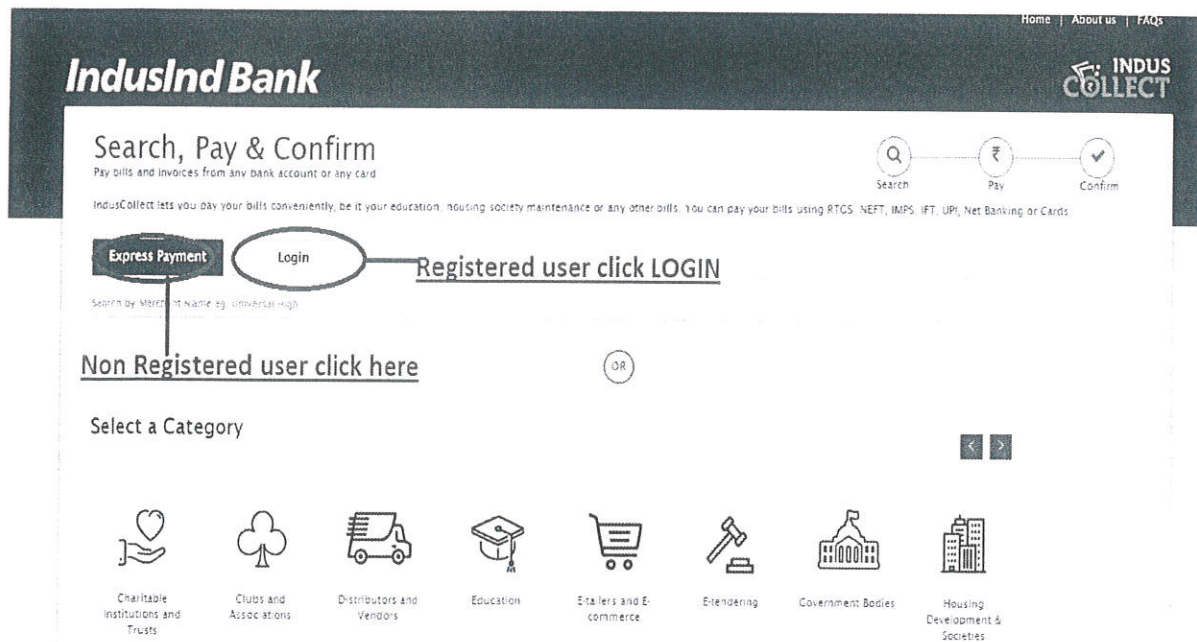 Home | About us | FAQs
IndusInd Bank
INDUS
COLLECT
Search, Pay & Confirm
Pay bills and invoices from any bank account or any card
Search
Pay
Confirm
IndusCollect lets you pay your bills conveniently, be it your education, housing society maintenance or any other bills. You can pay your bills using RTGS, NEFT, IMPS, IFT, UPI, Net Banking or Cards.
Express Payment
Login
Registered user click LOGIN
Search by Merchant Name eg. Universal High
Non Registered user click here
OR
Select a Category
< >
Charitable
Institutions and
Trusts
Clubs and
Associations
Distributors and
Vendors
Education
E-tailers and E-
commerce
E-tendering
Government Bodies
Housing
Development &
Societies